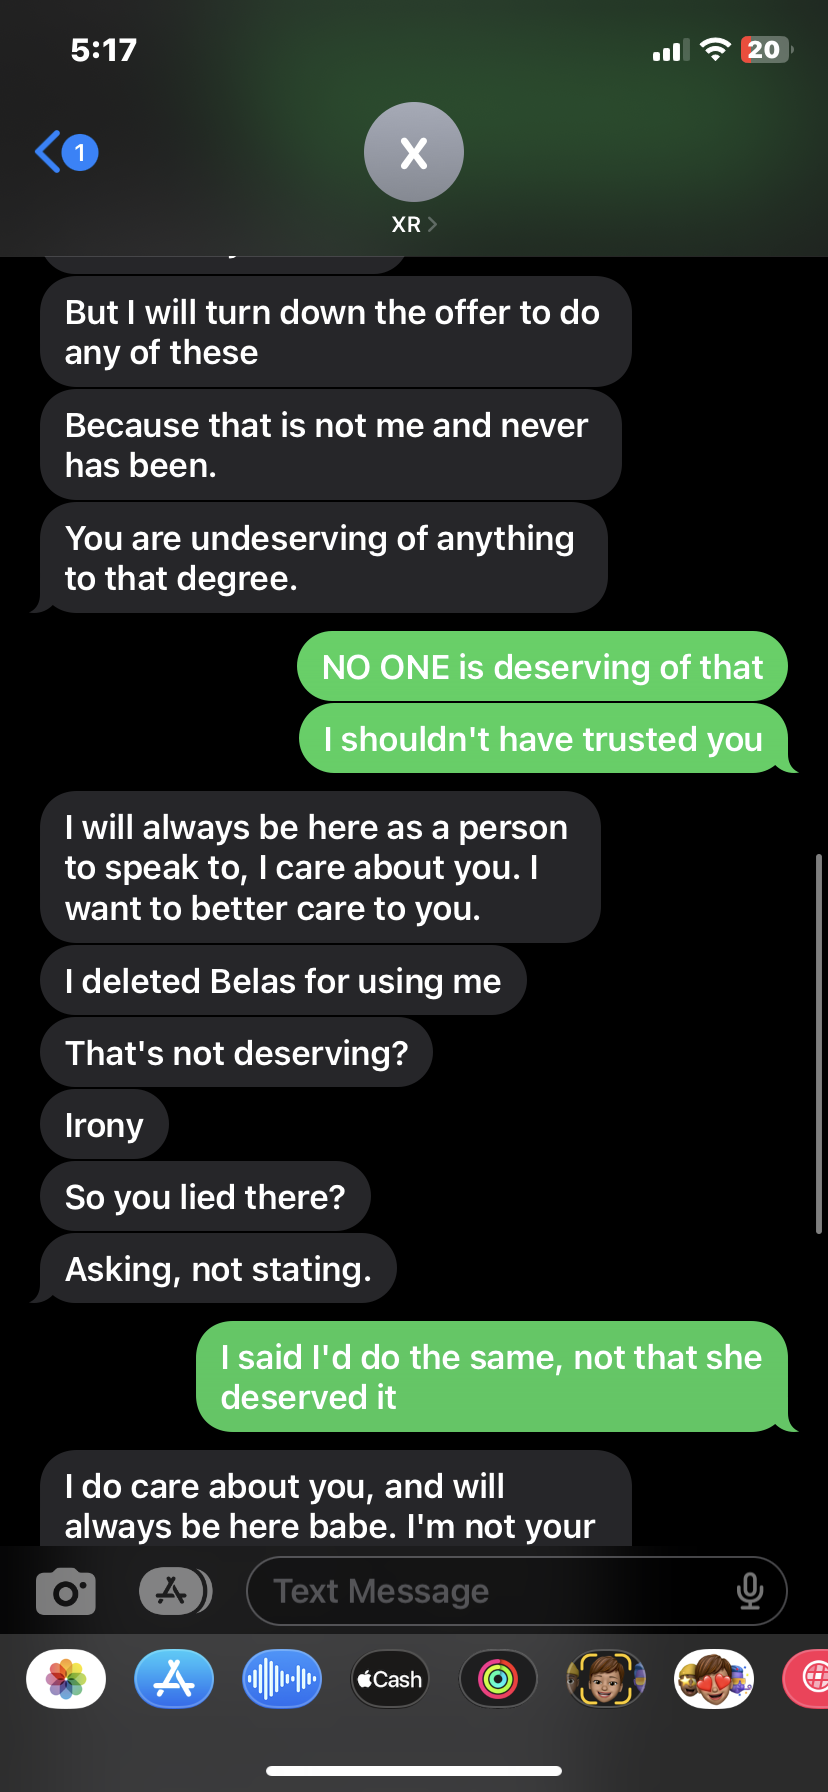 5:17
20
1
X
XR
But I will turn down the offer to do
any of these
Because that is not me and never
has been.
You are undeserving of anything
to that degree.
NO ONE is deserving of that
I shouldn't have trusted you
I will always be here as a person
to speak to, I care about you. I
want to better care to you.
I deleted Belas for using me
That's not deserving?
Irony
So you lied there?
Asking, not stating.
I said I'd do the same, not that she
deserved it
I do care about you, and will
always be here babe. I'm not your
Text Message
Cash